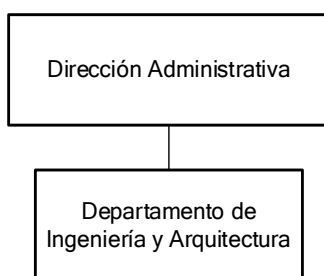 Dirección Administrativa
Departamento de
Ingeniería y Arquitectura